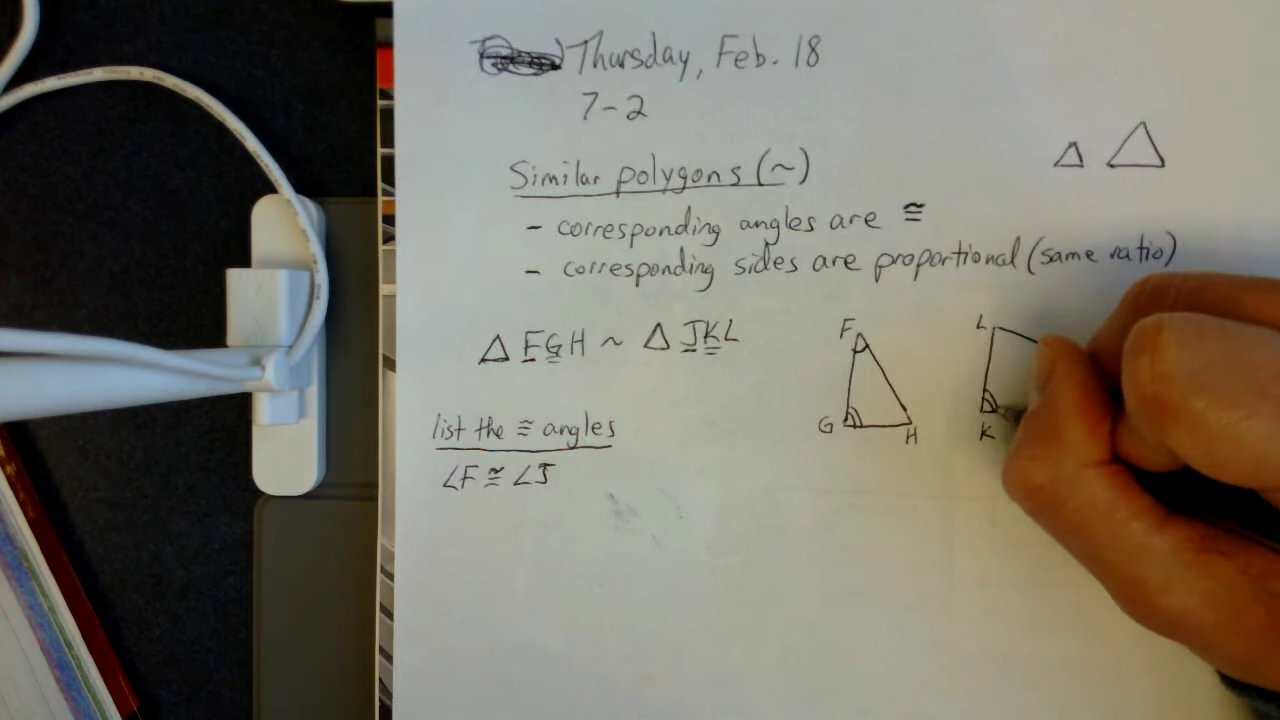 Thursday, Feb. 18
7-2
Similar polygons (~)
- corresponding angles are ≅
- corresponding sides are proportional (same ratio)
△ FGH ~ △ JKL
list the ≅ angles
∠F ≅ ∠J
F
G
H
L
K